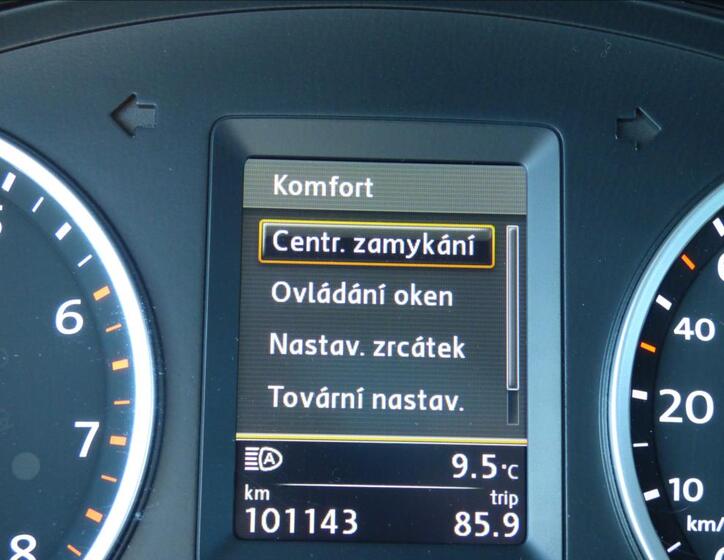 Komfort
Centr. zamykání
Ovládání oken
Nastav. zrcátek
Tovární nastav.
A 9.5 °C
km trip
101143 85.9
6
7
8
40
20
10
km/